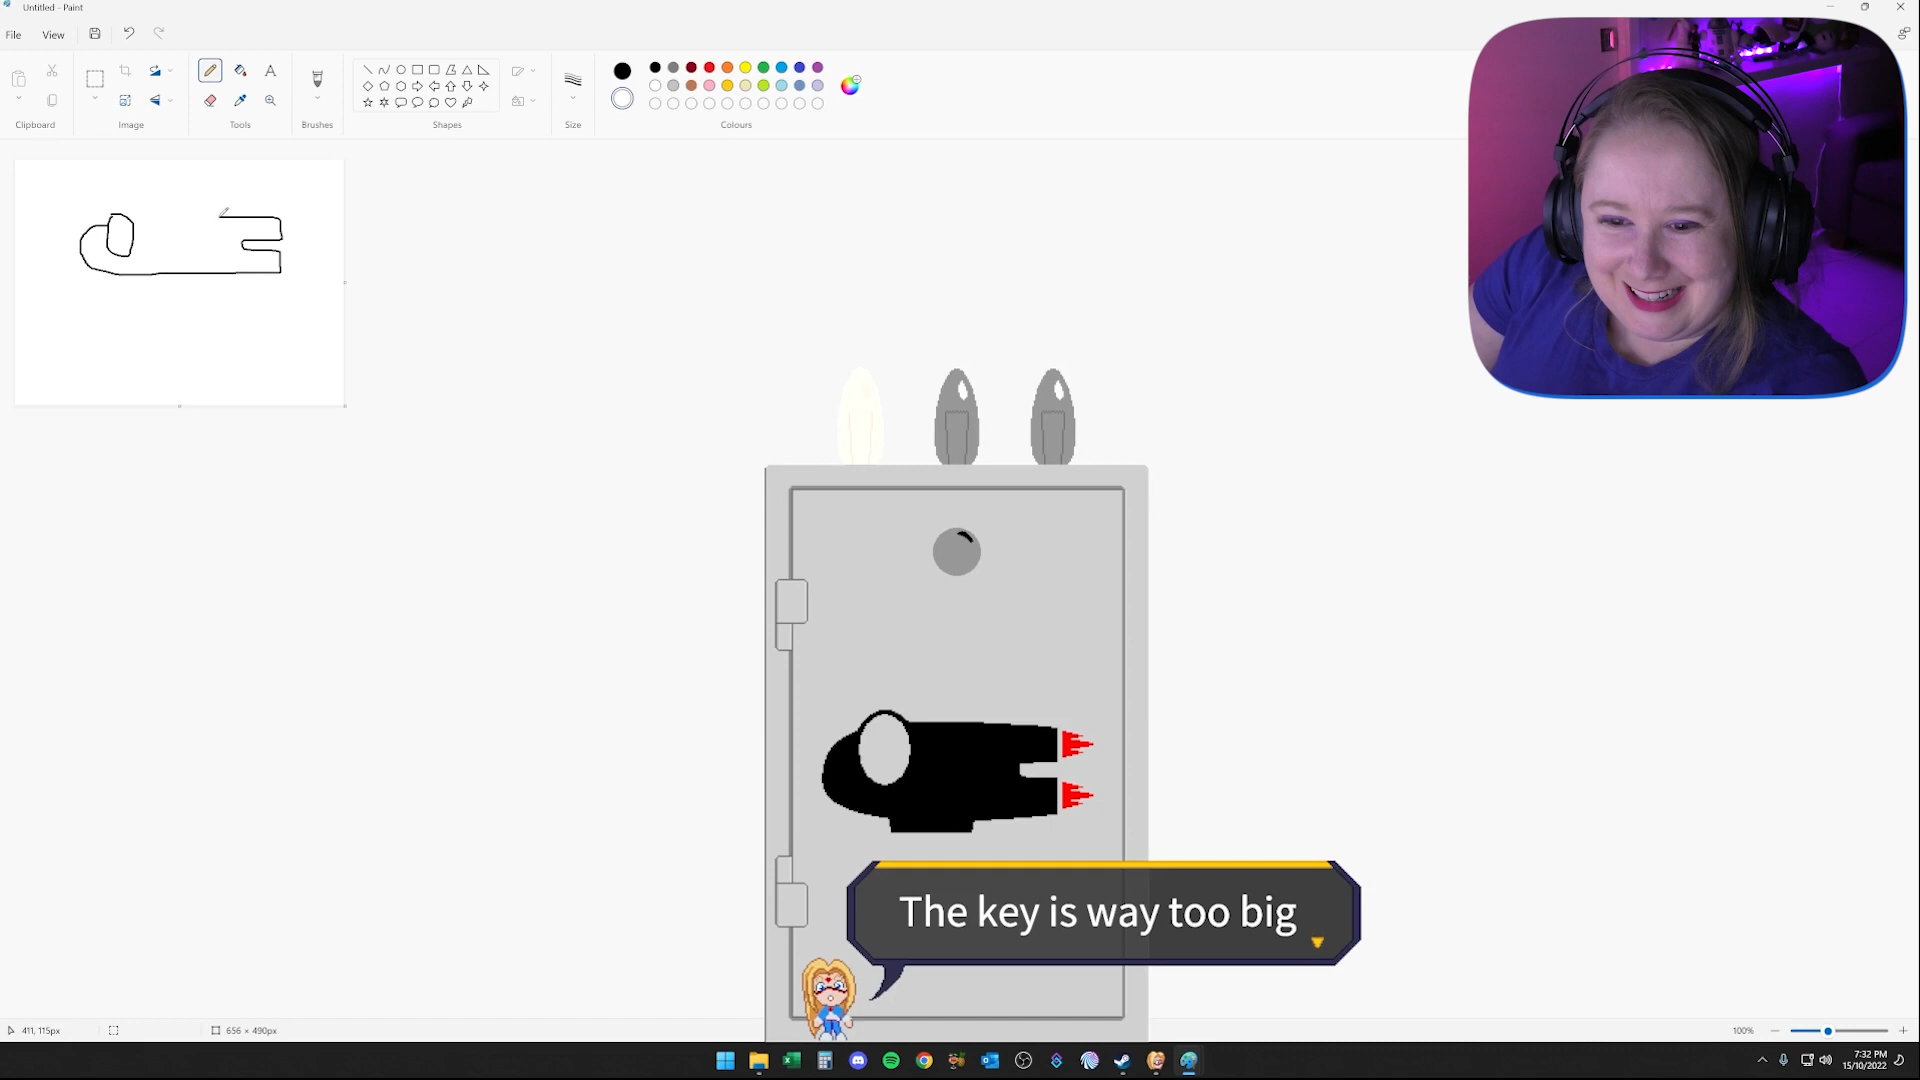 Untitled - Paint
File View
Clipboard Image Tools Brushes Shapes Size Colours
A
The key is way too big
411, 115px
656 × 490px
100%
7:32 PM
15/10/2022